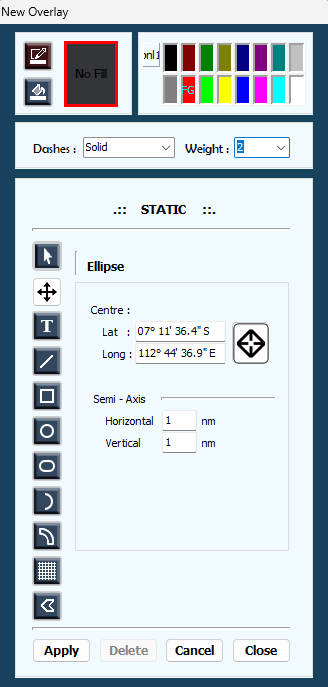 New Overlay
No Fill
FG
Dashes : Solid Weight : 2
.:: STATIC ::.
Ellipse
T
Centre :
Lat : 07° 11' 36.4" S
Long : 112° 44' 36.9" E
Semi - Axis
Horizontal 1 nm
Vertical 1 nm
Apply Delete Cancel Close